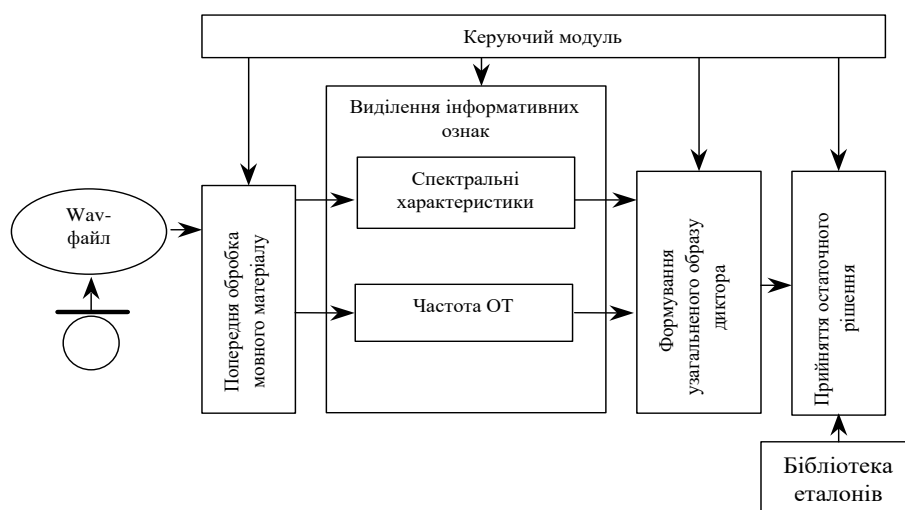 Керуючий модуль
Виділення інформативних
ознак
Спектральні
характеристики
Wav-
файл
Попередня обробка
мовного матеріалу
Частота ОТ
Формування
узагальненого образу
диктора
Прийняття остаточного
рішення
Бібліотека
еталонів